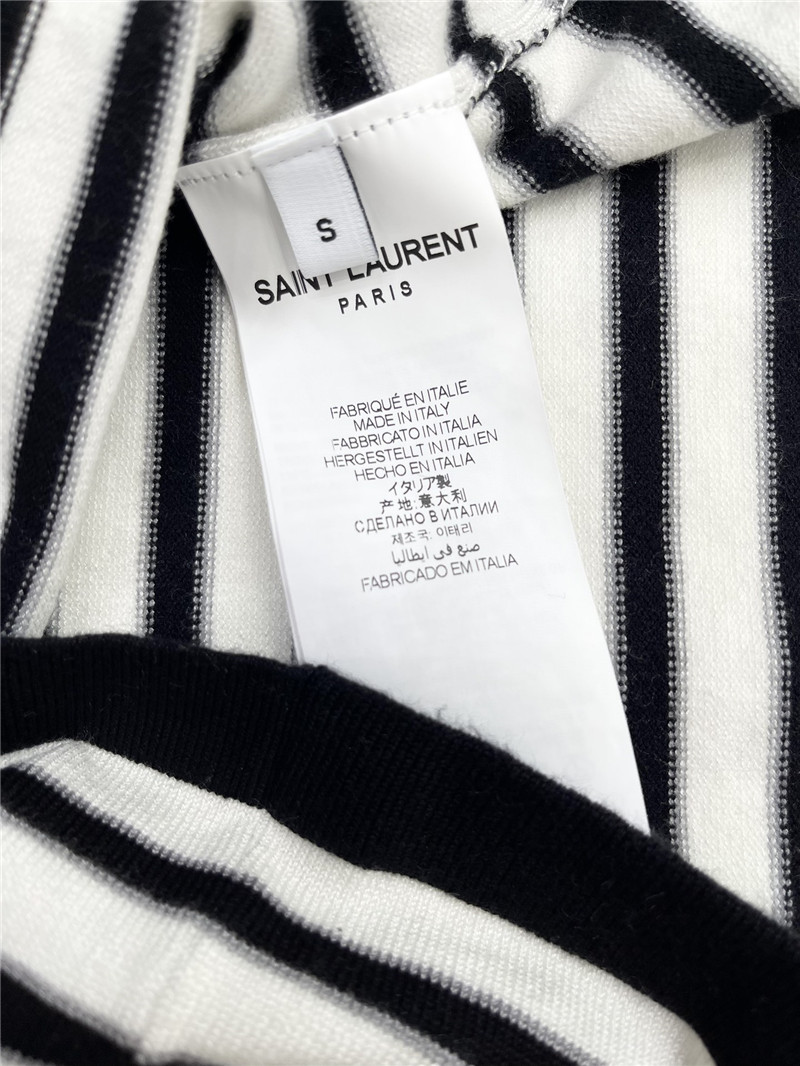 S
SAINT LAURENT
PARIS
FABRIQUÉ EN ITALIE
MADE IN ITALY
FABBRICATO IN ITALIA
HERGESTELLT IN ITALIEN
HECHO EN ITALIA
イタリア製
产地:意大利
СДЕЛАНО В ИТАЛИИ
제조국: 이태리
صنع في ايطاليا
FABRICADO EM ITALIA